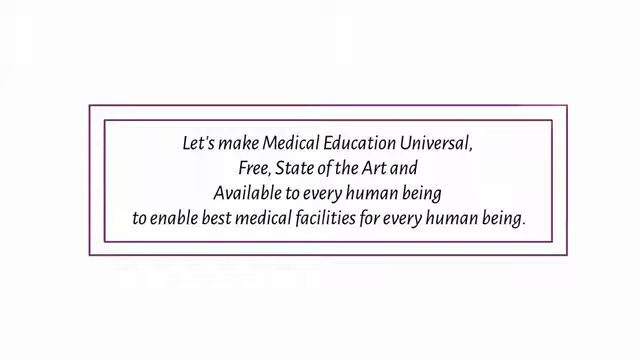 Let's make Medical Education Universal,
Free, State of the Art and
Available to every human being
to enable best medical facilities for every human being.